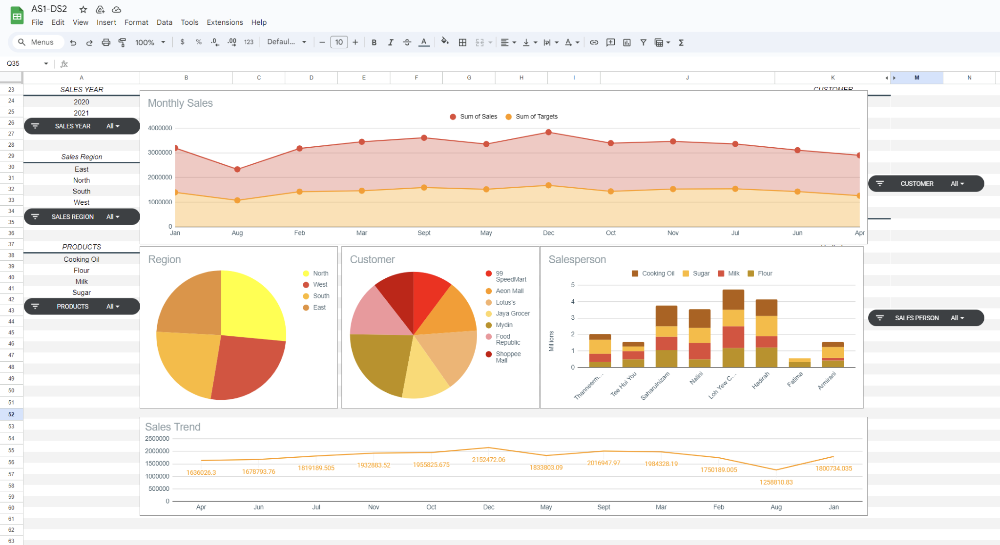 AS1-DS2
File Edit View Insert Format Data Tools Extensions Help
Menus 100% $ % .0 .00 123 Defaul... − 10 + B I S A Σ
Q35 fx
A B C D E F G H I J K M N
23 SALES YEAR
24 2020
25 2021
26 SALES YEAR All
27
28
29 Sales Region
30 East
31 North
32 South
33 West
34 SALES REGION All
35
36
37 PRODUCTS
38 Cooking Oil
39 Flour
40 Milk
41 Sugar
42 PRODUCTS All
43
44
45
46
47
48
49
50
51
52
53
54
55
56
57
58
59
60
61
62
63
CUSTOMER
Monthly Sales
Sum of Sales Sum of Targets
4000000
3000000
2000000
1000000
0
Jan Aug Feb Mar Sept May Dec Oct Nov Jul Jun Apr
CUSTOMER All
Region
North
West
South
East
Customer
99
SpeedMart
Aeon Mall
Lotus's
Jaya Grocer
Mydin
Food
Republic
Shoppee
Mall
Salesperson
Cooking Oil Sugar Milk Flour
Millions
5
4
3
2
1
0
Thanneerm... Tee Hui You Saharulnizam Nalini Loh Yew C... Hadirah Fatima Armirani
SALES PERSON All
Sales Trend
2500000
2000000
1500000
1000000
500000
0
1636026.3 1678793.76 1819189.505 1932883.52 1955825.675 2152472.06 1833803.09 2016947.97 1984328.19 1750189.005 1258810.83 1800734.035
Apr Jun Jul Nov Oct Dec May Sept Mar Feb Aug Jan